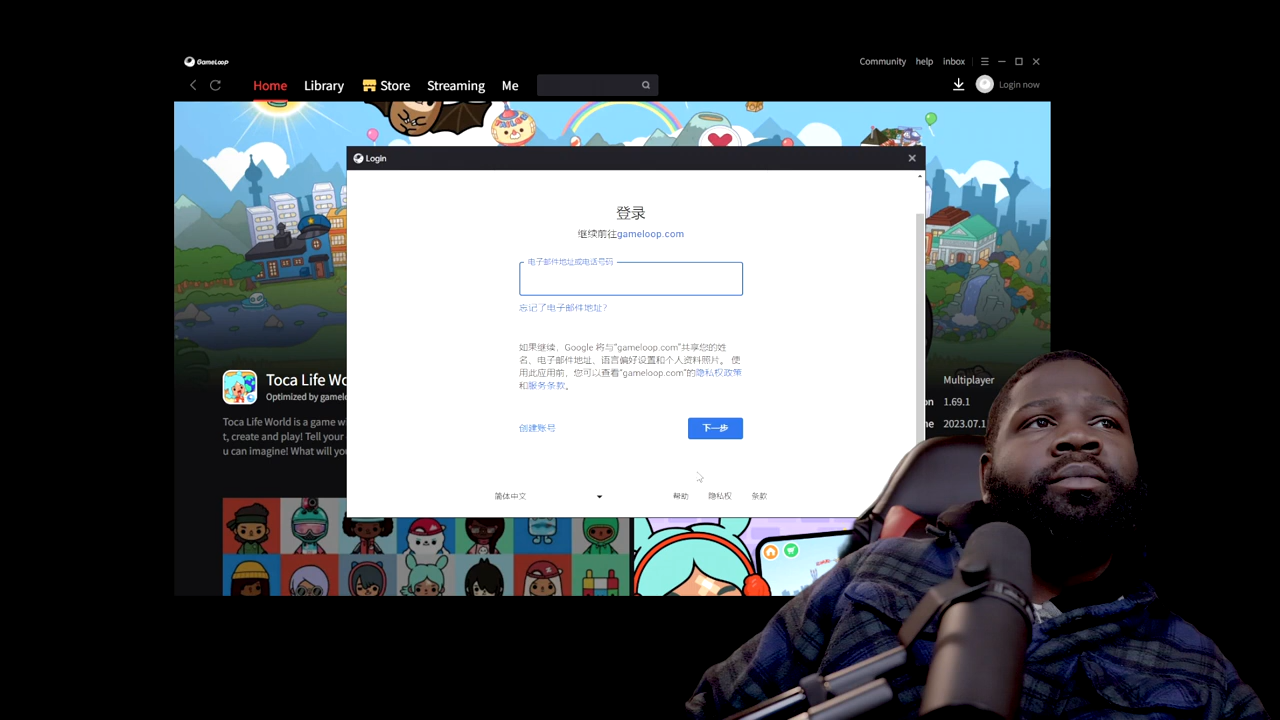 GameLoop
Community help inbox
Home Library Store Streaming Me
Login now
Login
登录
继续前往gameloop.com
电子邮件地址或电话号码
忘记了电子邮件地址？
如果继续，Google 将与"gameloop.com"共享您的姓
名、电子邮件地址、语言偏好设置和个人资料照片。 使
用此应用前，您可以查看"gameloop.com"的隐私权政策
和服务条款。
创建账号
下一步
简体中文
帮助 隐私权 条款
Toca Life Wo
Optimized by gamelo
Toca Life World is a game w
t, create and play! Tell your
u can imagine! What will you
Multiplayer
on 1.69.1
me 2023.07.1